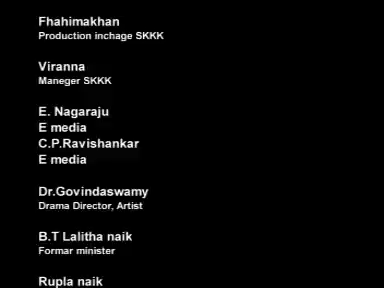 Fhahimakhan
Production inchage SKKK
Viranna
Maneger SKKK
E. Nagaraju
E media
C.P.Ravishankar
E media
Dr.Govindaswamy
Drama Director, Artist
B.T Lalitha naik
Formar minister
Rupla naik